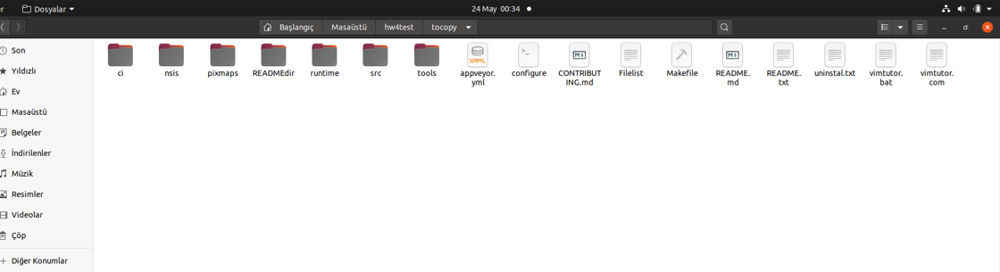 Dosyalar
24 May 00:34
Başlangıç
Masaüstü
hw4test
tocopy
Son
Yıldızlı
Ev
Masaüstü
Belgeler
İndirilenler
Müzik
Resimler
Videolar
Çöp
Diğer Konumlar
ci
nsis
pixmaps
READMEdir
runtime
src
tools
appveyor.
yml
configure
CONTRIBUT
ING.md
Filelist
Makefile
README.
md
README.
txt
uninstal.txt
vimtutor.
bat
vimtutor.
com